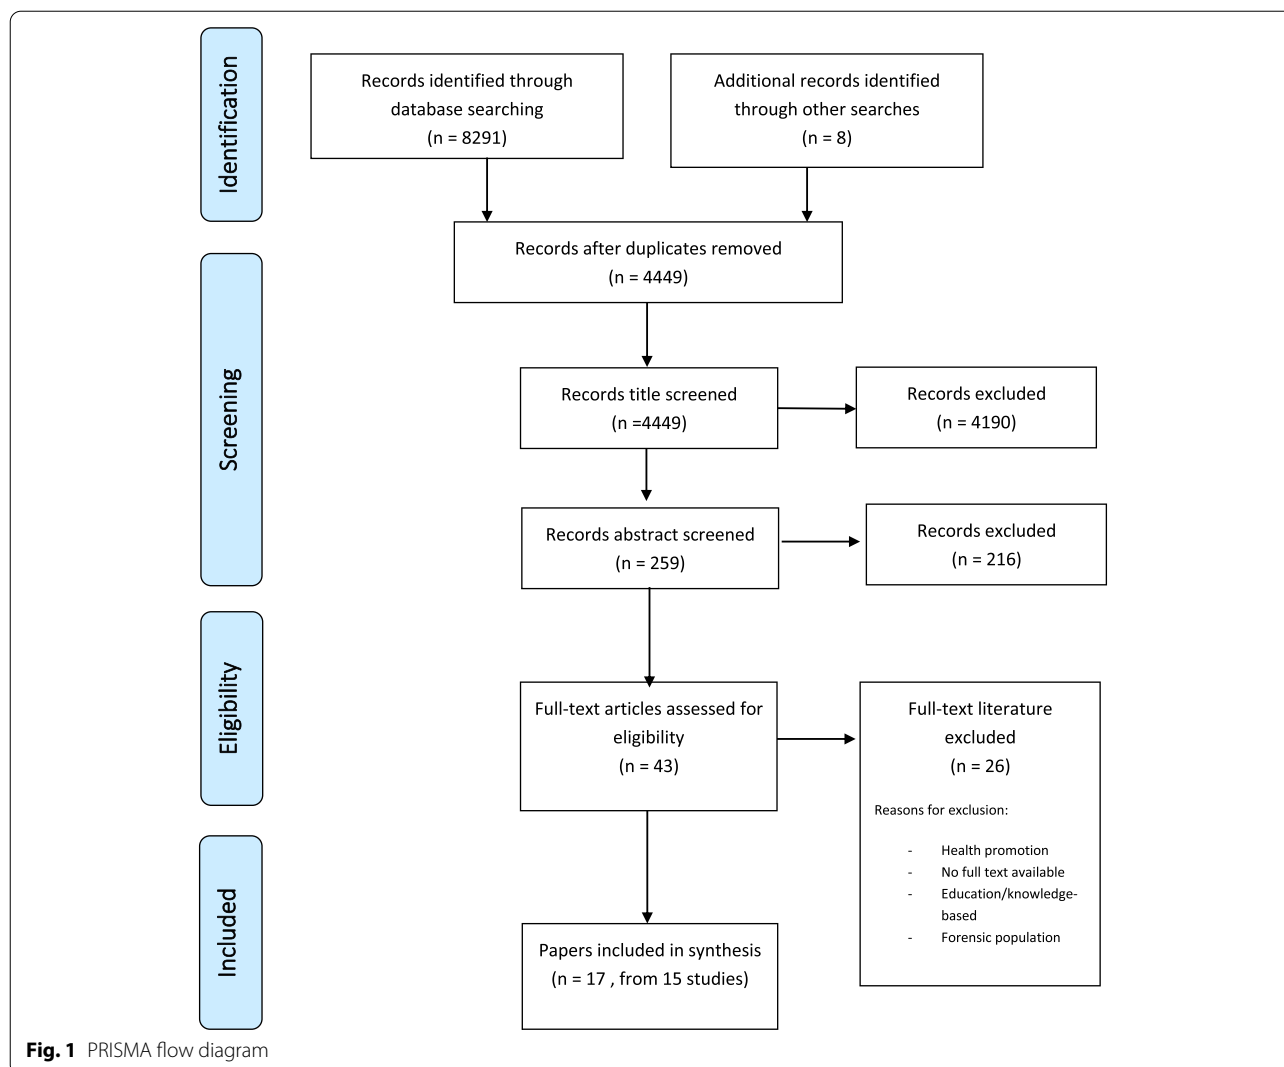 Identification
Records identified through
database searching
(n = 8291)
Additional records identified
through other searches
(n = 8)
Records after duplicates removed
(n = 4449)
Screening
Records title screened
(n =4449)
Records excluded
(n = 4190)
Records abstract screened
(n = 259)
Records excluded
(n = 216)
Eligibility
Full-text articles assessed for
eligibility
(n = 43)
Full-text literature
excluded
(n = 26)
Reasons for exclusion:
- Health promotion
- No full text available
- Education/knowledge-
based
- Forensic population
Included
Papers included in synthesis
(n = 17 , from 15 studies)
Fig. 1 PRISMA flow diagram